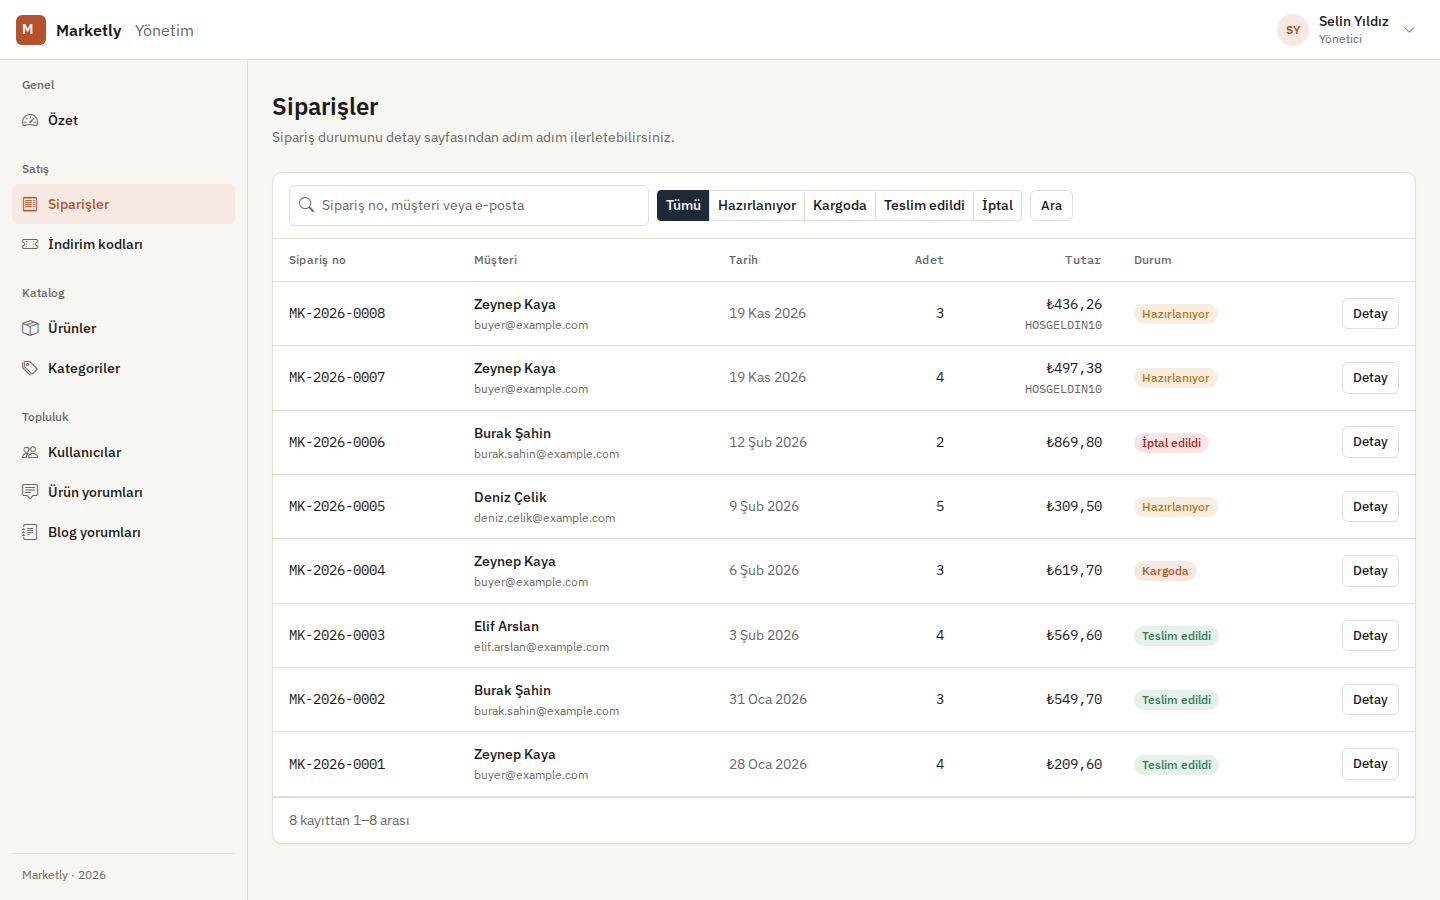 M Marketly Yönetim
SY Selin Yıldız
Yönetici
Genel
Özet
Satış
Siparişler
İndirim kodları
Katalog
Ürünler
Kategoriler
Topluluk
Kullanıcılar
Ürün yorumları
Blog yorumları
Marketly · 2026
Siparişler
Sipariş durumunu detay sayfasından adım adım ilerletebilirsiniz.
Sipariş no, müşteri veya e-posta Tümü Hazırlanıyor Kargoda Teslim edildi İptal Ara
Sipariş no Müşteri Tarih Adet Tutar Durum
MK-2026-0008 Zeynep Kaya 19 Kas 2026 3 ₺436,26 Hazırlanıyor Detay
buyer@example.com HOSGELDIN10
MK-2026-0007 Zeynep Kaya 19 Kas 2026 4 ₺497,38 Hazırlanıyor Detay
buyer@example.com HOSGELDIN10
MK-2026-0006 Burak Şahin 12 Şub 2026 2 ₺869,80 İptal edildi Detay
burak.sahin@example.com
MK-2026-0005 Deniz Çelik 9 Şub 2026 5 ₺309,50 Hazırlanıyor Detay
deniz.celik@example.com
MK-2026-0004 Zeynep Kaya 6 Şub 2026 3 ₺619,70 Kargoda Detay
buyer@example.com
MK-2026-0003 Elif Arslan 3 Şub 2026 4 ₺569,60 Teslim edildi Detay
elif.arslan@example.com
MK-2026-0002 Burak Şahin 31 Oca 2026 3 ₺549,70 Teslim edildi Detay
burak.sahin@example.com
MK-2026-0001 Zeynep Kaya 28 Oca 2026 4 ₺209,60 Teslim edildi Detay
buyer@example.com
8 kayıttan 1–8 arası